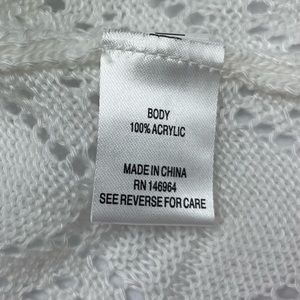 BODY
100% ACRYLIC
MADE IN CHINA
RN 146964
SEE REVERSE FOR CARE